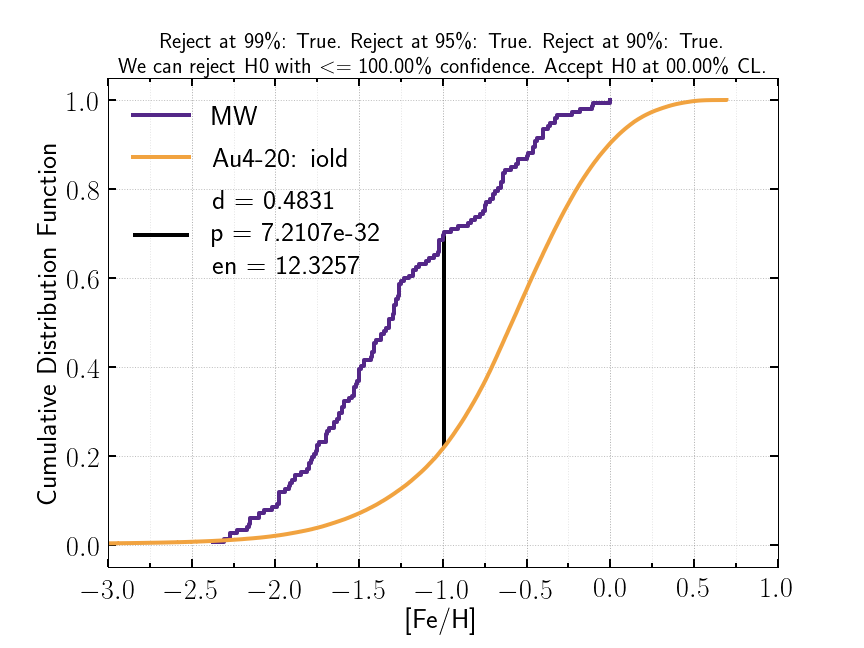 Reject at 99%: True. Reject at 95%: True. Reject at 90%: True.
We can reject H0 with <= 100.00% confidence. Accept H0 at 00.00% CL.
MW
Au4-20: iold
d = 0.4831
p = 7.2107e-32
en = 12.3257
Cumulative Distribution Function
1.0
0.8
0.6
0.4
0.2
0.0
−3.0 −2.5 −2.0 −1.5 −1.0 −0.5 0.0 0.5 1.0
[Fe/H]